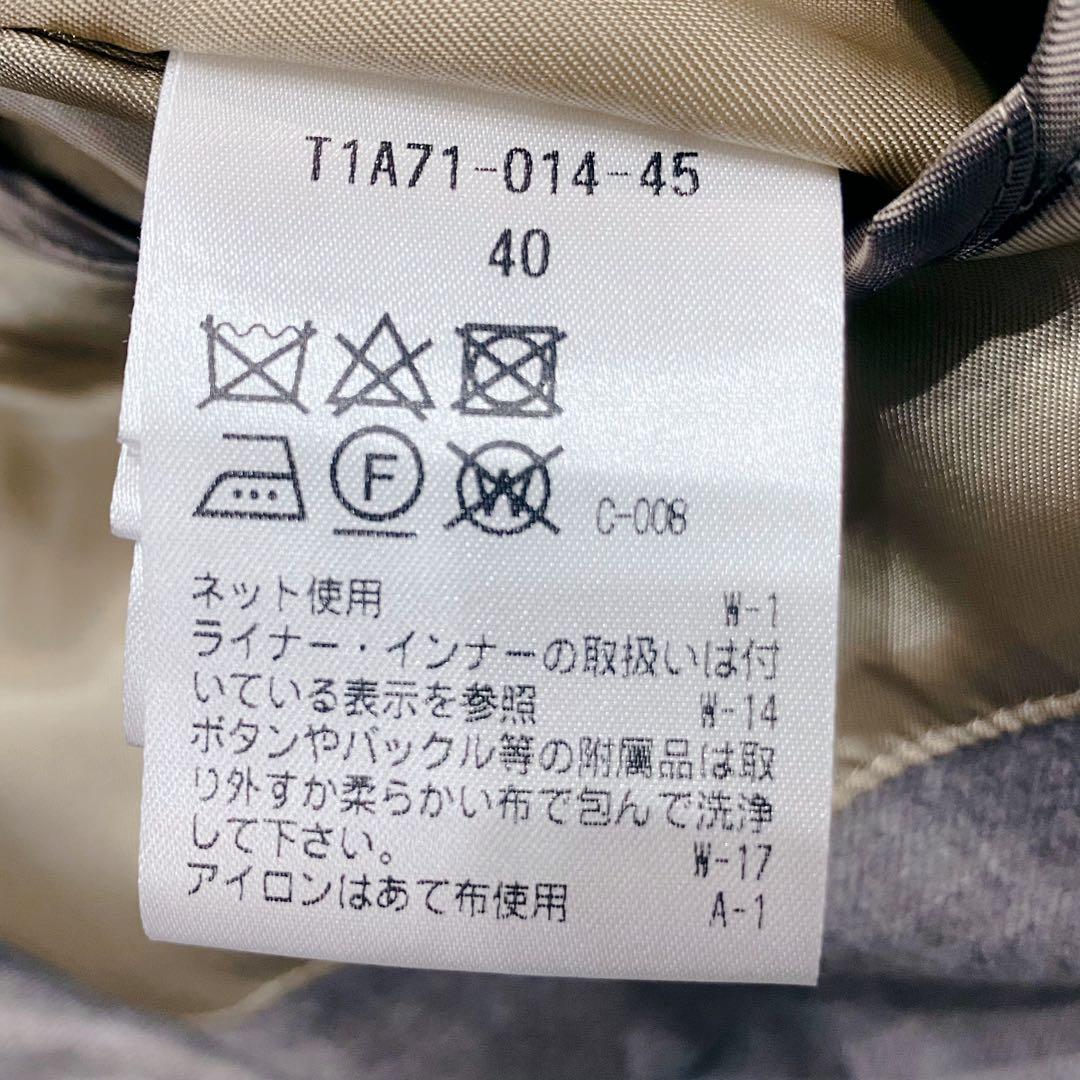 T1A71-014-45
40
F W C-008
ネット使用 W-1
ライナー・インナーの取扱いは付
いている表示を参照 W-14
ボタンやバックル等の附属品は取
り外すか柔らかい布で包んで洗浄
して下さい。 W-17
アイロンはあて布使用 A-1